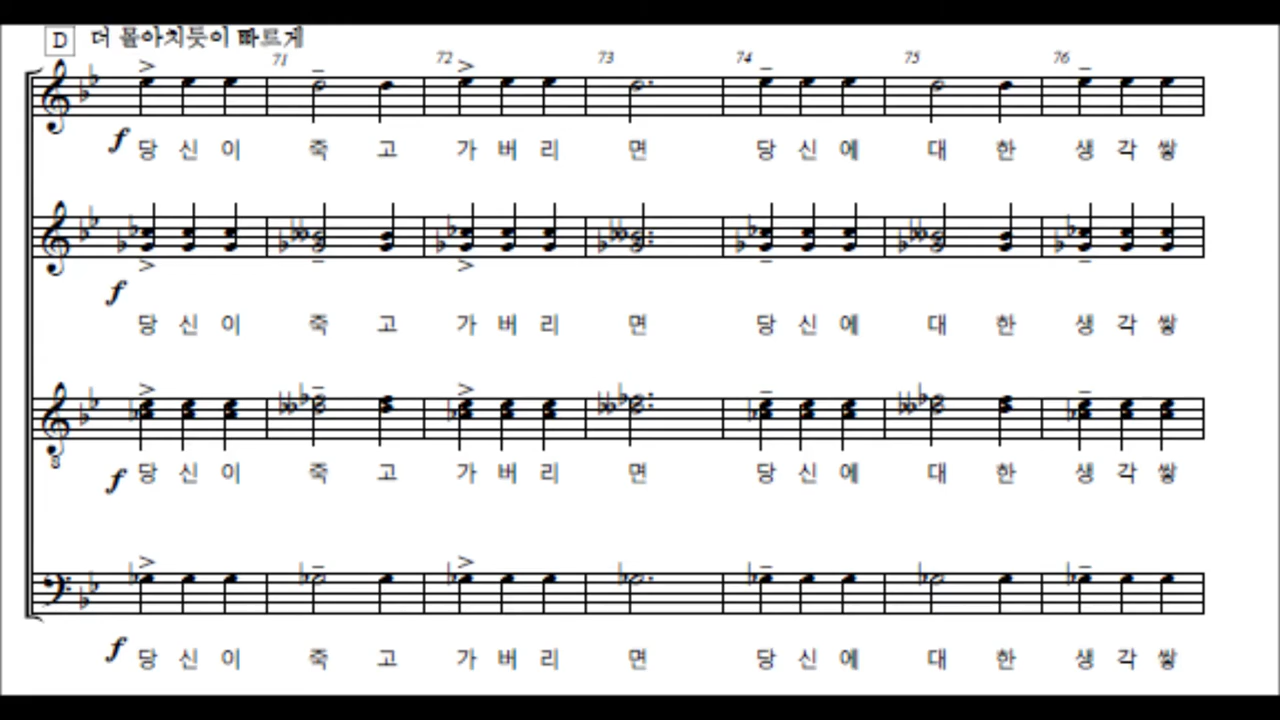 D 더 몰아치듯이 빠르게
71 72 73 74 75 76
f 당 신 이 죽 고 가 버 리 면 당 신 에 대 한 생 각 쌓
f 당 신 이 죽 고 가 버 리 면 당 신 에 대 한 생 각 쌓
8
f 당 신 이 죽 고 가 버 리 면 당 신 에 대 한 생 각 쌓
f 당 신 이 죽 고 가 버 리 면 당 신 에 대 한 생 각 쌓